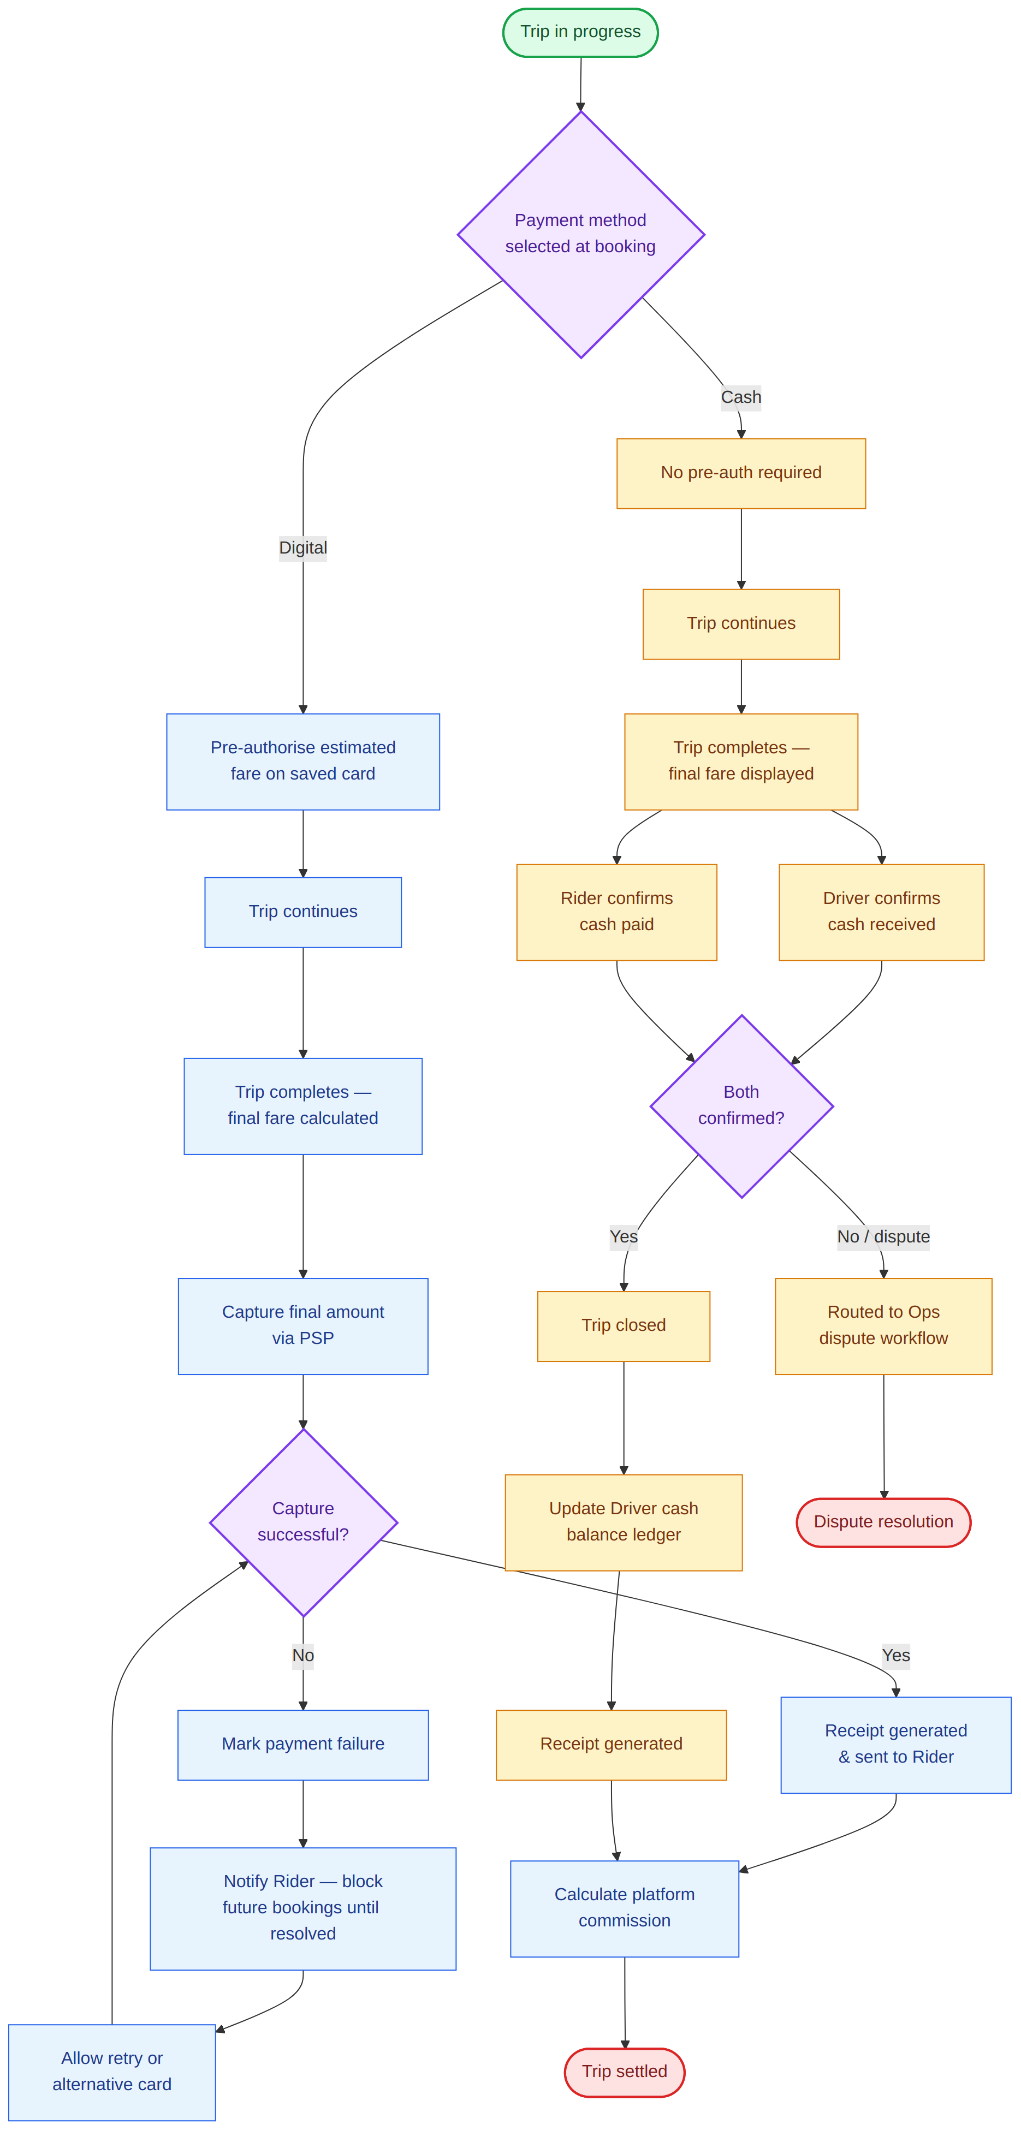 Trip in progress
Payment method
selected at booking
Cash
No pre-auth required
Digital
Trip continues
Pre-authorise estimated
fare on saved card
Trip completes —
final fare displayed
Trip continues
Rider confirms
cash paid
Driver confirms
cash received
Trip completes —
final fare calculated
Both
confirmed?
Yes
No / dispute
Capture final amount
via PSP
Trip closed
Routed to Ops
dispute workflow
Capture
successful?
Update Driver cash
balance ledger
Dispute resolution
No
Yes
Mark payment failure
Receipt generated
Receipt generated
& sent to Rider
Notify Rider — block
future bookings until
resolved
Calculate platform
commission
Allow retry or
alternative card
Trip settled